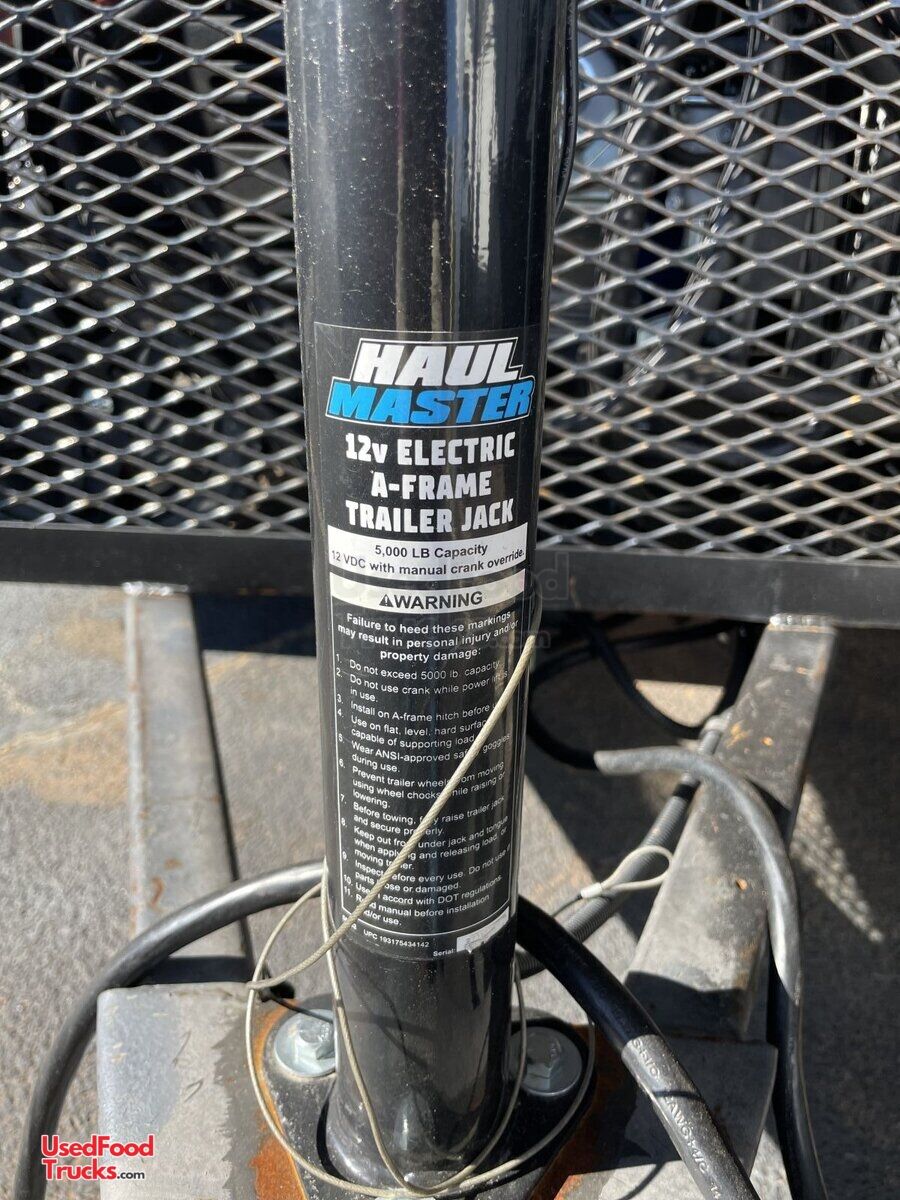 HAUL
MASTER
12V ELECTRIC
A-FRAME
TRAILER JACK
5,000 LB Capacity
12 VDC with manual crank override.
WARNING
Failure to heed these markings
may result in personal injury and/or
property damage:
1. Do not exceed 5000 lb. capacity.
2. Do not use crank while power lift is
in use.
3. Install on A-frame hitch before
4. Use on flat, level, hard surface
capable of supporting load.
5. Wear ANSI-approved safety goggles
during use.
6. Prevent trailer wheels from moving
using wheel chocks while raising or
lowering.
7. Before towing, fully raise trailer jack
and secure properly.
8. Keep out from under jack and tongue
when applying and releasing load, or
moving trailer.
9. Inspect before every use. Do not use if
parts loose or damaged.
10. Use in accord with DOT regulations.
11. Read manual before installation
and/or use.
UPC 193175434142
Serial:
UsedFood
Trucks.com